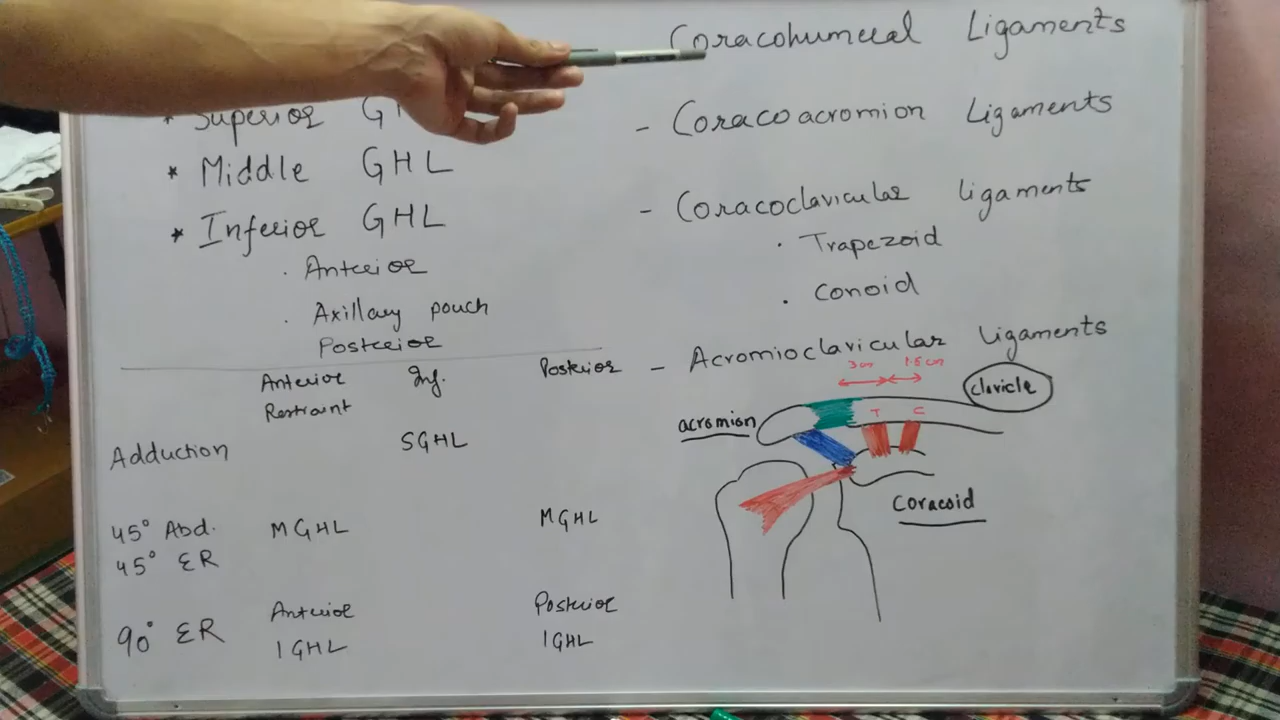 Coracohumeral Ligaments
* Superior
* Middle GHL
* Inferior GHL
. Anterior
. Axillary pouch
Posterior
- Coracoacromion Ligaments
- Coracoclavicular ligaments
. Trapezoid
. Conoid
- Acromioclavicular Ligaments
Anterior Restraint
Inf.
Posterior
Adduction
SGHL
45° Abd.
45° ER
MGHL
MGHL
90° ER
Anterior
IGHL
Posterior
IGHL
3cm
1.5cm
clavicle
acromion
T
C
Coracoid